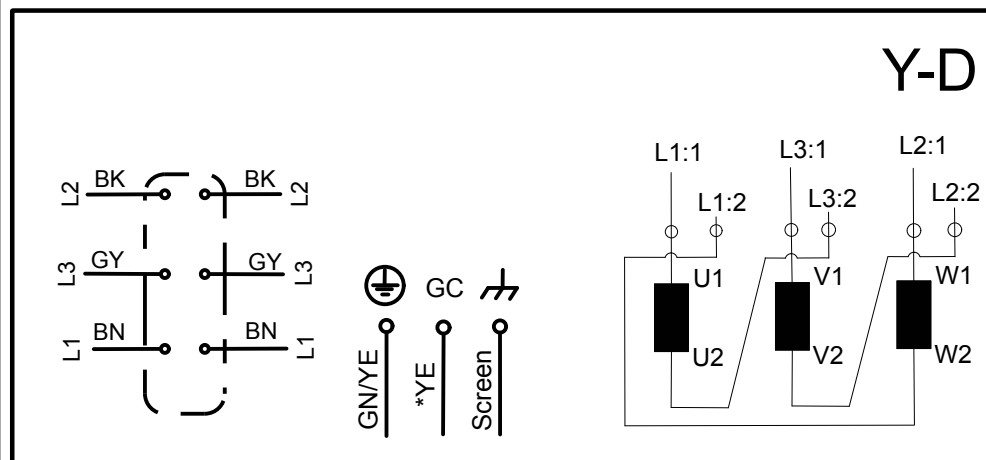 Y-D
L2 BK BK L2
L3 GY GY L3
L1 BN BN L1
GC
GN/YE *YE Screen
L1:1 L3:1 L2:1
L1:2 L3:2 L2:2
U1 V1 W1
U2 V2 W2